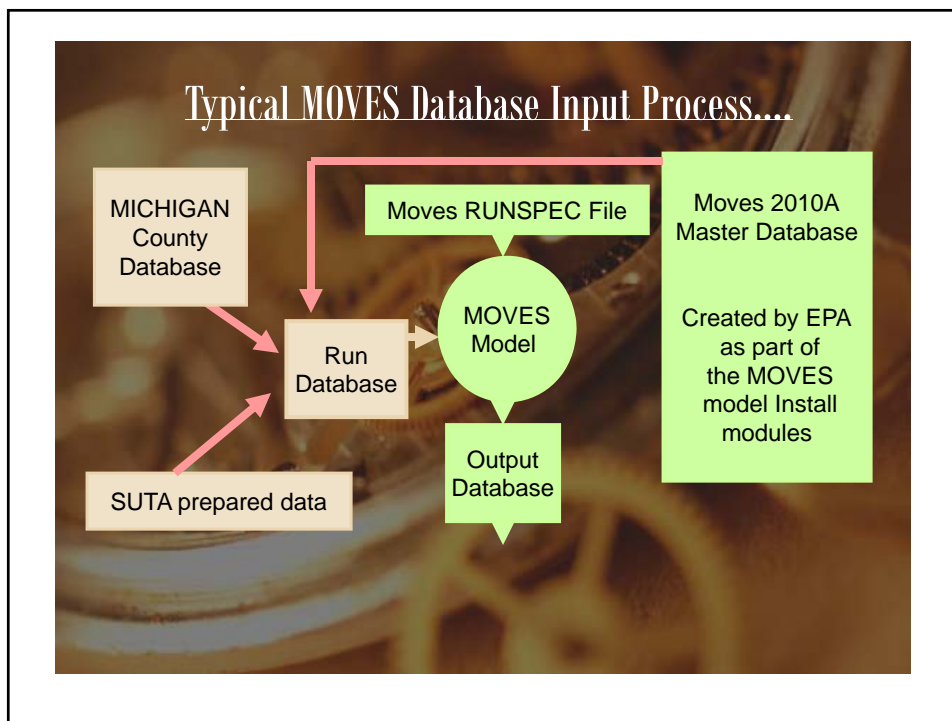 Typical MOVES Database Input Process....
MICHIGAN
County
Database
Moves RUNSPEC File
Moves 2010A
Master Database
Created by EPA
as part of
the MOVES
model Install
modules
MOVES
Model
Run
Database
Output
Database
SUTA prepared data